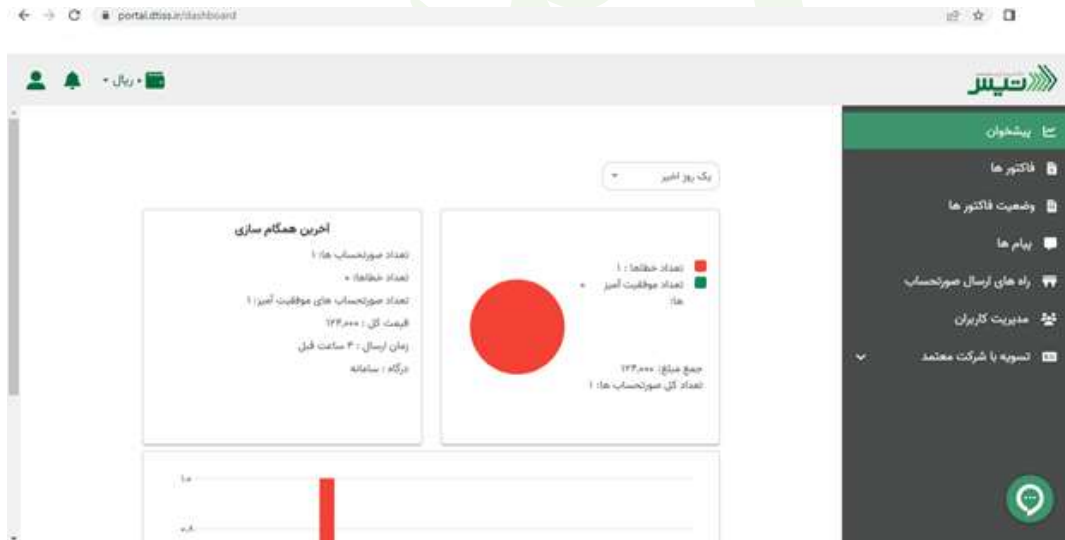 portal.dtiss.ir/dashboard
۰ ریال
تیس
پیشخوان
فاکتور ها
وضعیت فاکتور ها
پیام ها
راه های ارسال صورتحساب
مدیریت کاربران
تسویه با شرکت معتمد
یک روز اخیر
تعداد خطاها : ۱
تعداد موفقیت آمیز ۰
ها:
جمع مبلغ: ۱۲۴,۰۰۰
تعداد کل صورتحساب ها: ۱
آخرین همگام سازی
تعداد صورتحساب ها: ۱
تعداد خطاها: ۰
تعداد صورتحساب های موفقیت آمیز: ۱
قیمت کل : ۱۲۴,۰۰۰
زمان ارسال : ۳ ساعت قبل
درگاه : سامانه
۱.۰
۰.۸